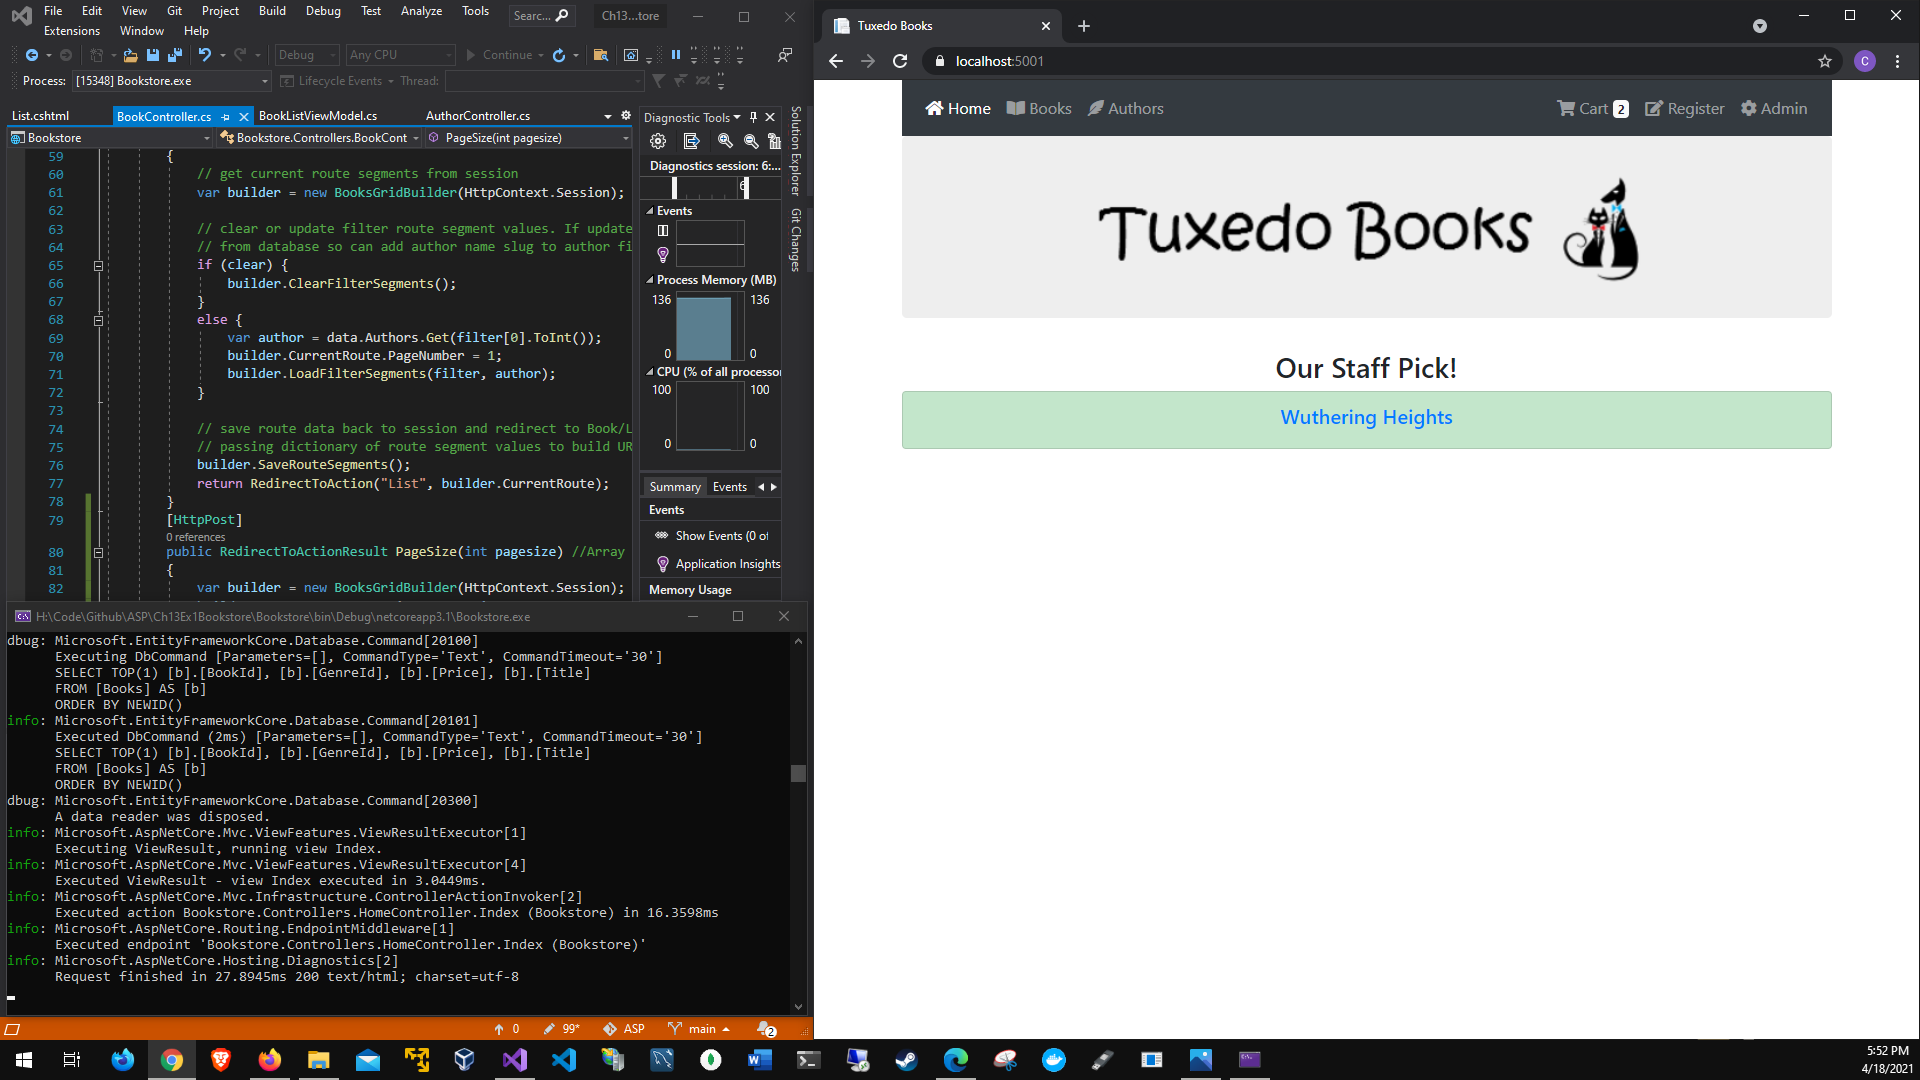 File Edit View Git Project Build Debug Test Analyze Tools Searc... Ch13...tore
Extensions Window Help
Debug Any CPU Continue
Process: [15348] Bookstore.exe Lifecycle Events Thread:
List.cshtml BookController.cs BookListViewModel.cs AuthorController.cs
Bookstore Bookstore.Controllers.BookCont PageSize(int pagesize)
59 {
60 // get current route segments from session
61 var builder = new BooksGridBuilder(HttpContext.Session);
62
63 // clear or update filter route segment values. If update
64 // from database so can add author name slug to author fi
65 if (clear) {
66 builder.ClearFilterSegments();
67 }
68 else {
69 var author = data.Authors.Get(filter[0].ToInt());
70 builder.CurrentRoute.PageNumber = 1;
71 builder.LoadFilterSegments(filter, author);
72 }
73
74 // save route data back to session and redirect to Book/L
75 // passing dictionary of route segment values to build UR
76 builder.SaveRouteSegments();
77 return RedirectToAction("List", builder.CurrentRoute);
78 }
79 [HttpPost]
0 references
80 public RedirectToActionResult PageSize(int pagesize) //Array
81 {
82 var builder = new BooksGridBuilder(HttpContext.Session);
Diagnostic Tools
Diagnostics session: 6:...
6
Events
Process Memory (MB)
136 136
0 0
CPU (% of all processor
100 100
0 0
Summary Events
Events
Show Events (0 of
Application Insights
Memory Usage
Solution Explorer
Git Changes
H:\Code\Github\ASP\Ch13Ex1Bookstore\Bookstore\bin\Debug\netcoreapp3.1\Bookstore.exe
dbug: Microsoft.EntityFrameworkCore.Database.Command[20100]
Executing DbCommand [Parameters=[], CommandType='Text', CommandTimeout='30']
SELECT TOP(1) [b].[BookId], [b].[GenreId], [b].[Price], [b].[Title]
FROM [Books] AS [b]
ORDER BY NEWID()
info: Microsoft.EntityFrameworkCore.Database.Command[20101]
Executed DbCommand (2ms) [Parameters=[], CommandType='Text', CommandTimeout='30']
SELECT TOP(1) [b].[BookId], [b].[GenreId], [b].[Price], [b].[Title]
FROM [Books] AS [b]
ORDER BY NEWID()
dbug: Microsoft.EntityFrameworkCore.Database.Command[20300]
A data reader was disposed.
info: Microsoft.AspNetCore.Mvc.ViewFeatures.ViewResultExecutor[1]
Executing ViewResult, running view Index.
info: Microsoft.AspNetCore.Mvc.ViewFeatures.ViewResultExecutor[4]
Executed ViewResult - view Index executed in 3.0449ms.
info: Microsoft.AspNetCore.Mvc.Infrastructure.ControllerActionInvoker[2]
Executed action Bookstore.Controllers.HomeController.Index (Bookstore) in 16.3598ms
info: Microsoft.AspNetCore.Routing.EndpointMiddleware[1]
Executed endpoint 'Bookstore.Controllers.HomeController.Index (Bookstore)'
info: Microsoft.AspNetCore.Hosting.Diagnostics[2]
Request finished in 27.8945ms 200 text/html; charset=utf-8
0 99* ASP main 2
Tuxedo Books
localhost:5001 C
Home Books Authors Cart 2 Register Admin
Tuxedo Books
Our Staff Pick!
Wuthering Heights
5:52 PM
4/18/2021